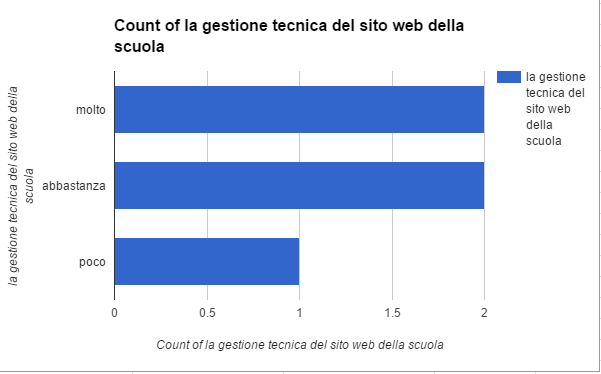 Count of la gestione tecnica del sito web della
scuola
la gestione
tecnica del
sito web
della
scuola
la gestione tecnica del sito web della
scuola
molto
abbastanza
poco
0
0.5
1
1.5
2
Count of la gestione tecnica del sito web della scuola